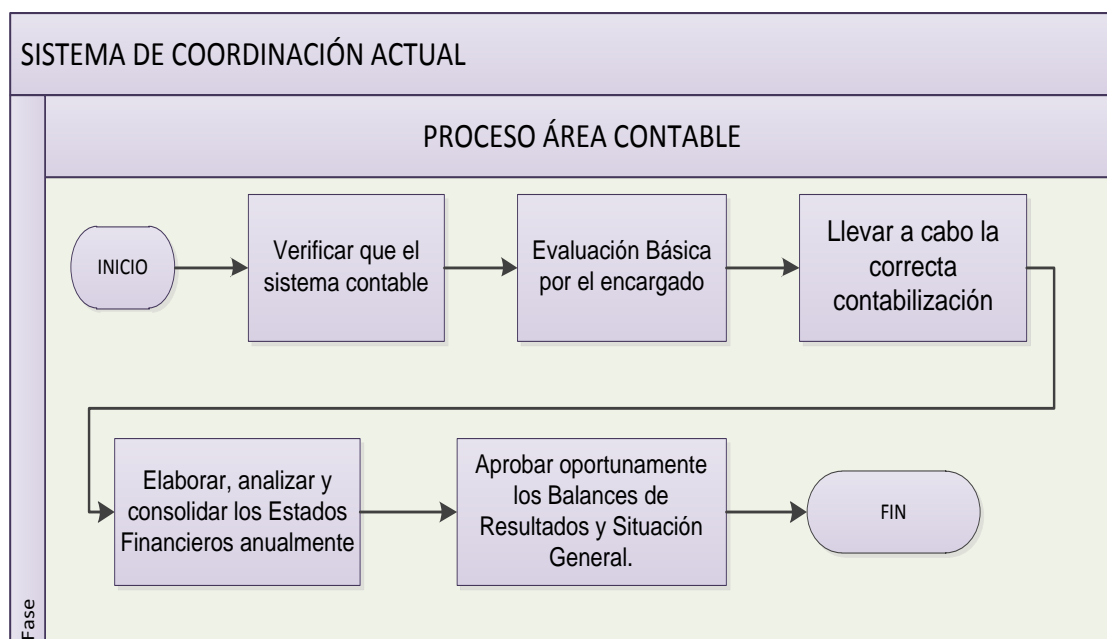 SISTEMA DE COORDINACIÓN ACTUAL
PROCESO ÁREA CONTABLE
INICIO
Verificar que el
sistema contable
Evaluación Básica
por el encargado
Llevar a cabo la
correcta
contabilización
Elaborar, analizar y
consolidar los Estados
Financieros anualmente
Aprobar oportunamente
los Balances de
Resultados y Situación
General.
FIN
Fase